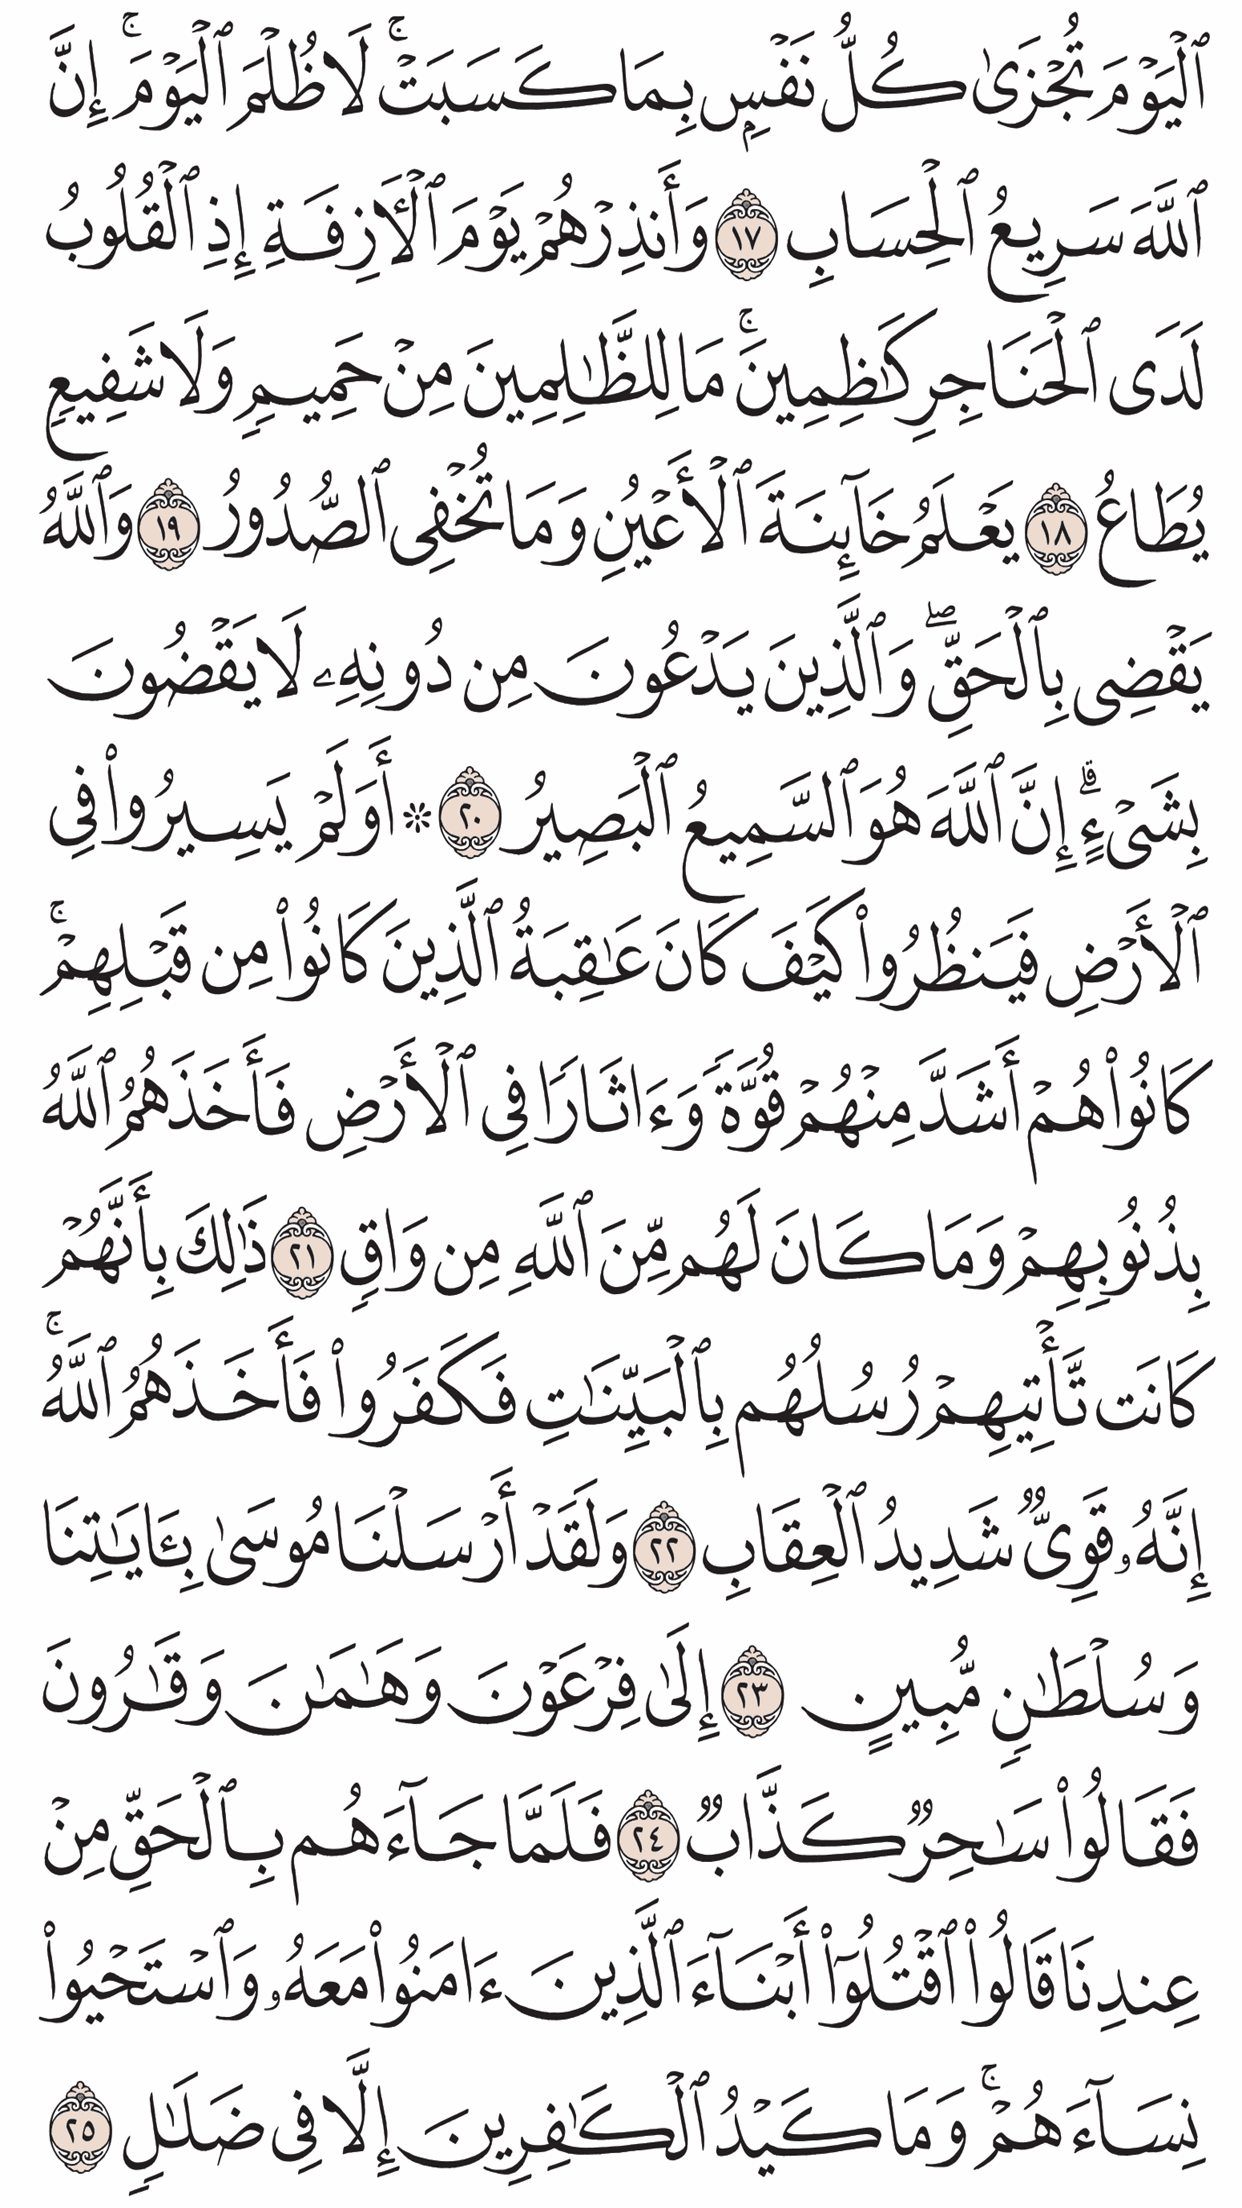 ٱلۡيَوۡمَ تُجۡزَىٰ كُلُّ نَفۡسِۭ بِمَا كَسَبَتۡۚ لَا ظُلۡمَ ٱلۡيَوۡمَۚ إِنَّ
ٱللَّهَ سَرِيعُ ٱلۡحِسَابِ ١٧ وَأَنذِرۡهُمۡ يَوۡمَ ٱلۡأٓزِفَةِ إِذِ ٱلۡقُلُوبُ
لَدَى ٱلۡحَنَاجِرِ كَٰظِمِينَۚ مَا لِلظَّٰلِمِينَ مِنۡ حَمِيمٖ وَلَا شَفِيعٖ
يُطَاعُ ١٨ يَعۡلَمُ خَآئِنَةَ ٱلۡأَعۡيُنِ وَمَا تُخۡفِي ٱلصُّدُورُ ١٩ وَٱللَّهُ
يَقۡضِي بِٱلۡحَقِّۖ وَٱلَّذِينَ يَدۡعُونَ مِن دُونِهِۦ لَا يَقۡضُونَ
بِشَيۡءٍۗ إِنَّ ٱللَّهَ هُوَ ٱلسَّمِيعُ ٱلۡبَصِيرُ ٢٠ ۞ أَوَلَمۡ يَسِيرُواْ فِي
ٱلۡأَرۡضِ فَيَنظُرُواْ كَيۡفَ كَانَ عَٰقِبَةُ ٱلَّذِينَ كَانُواْ مِن قَبۡلِهِمۡۚ
كَانُواْ هُمۡ أَشَدَّ مِنۡهُمۡ قُوَّةٗ وَءَاثَارٗا فِي ٱلۡأَرۡضِ فَأَخَذَهُمُ ٱللَّهُ
بِذُنُوبِهِمۡ وَمَا كَانَ لَهُم مِّنَ ٱللَّهِ مِن وَاقٖ ٢١ ذَٰلِكَ بِأَنَّهُمۡ
كَانَت تَّأۡتِيهِمۡ رُسُلُهُم بِٱلۡبَيِّنَٰتِ فَكَفَرُواْ فَأَخَذَهُمُ ٱللَّهُۚ
إِنَّهُۥ قَوِيّٞ شَدِيدُ ٱلۡعِقَابِ ٢٢ وَلَقَدۡ أَرۡسَلۡنَا مُوسَىٰ بِـَٔايَٰتِنَا
وَسُلۡطَٰنٖ مُّبِينٍ ٢٣ إِلَىٰ فِرۡعَوۡنَ وَهَٰمَٰنَ وَقَٰرُونَ
فَقَالُواْ سَٰحِرٞ كَذَّابٞ ٢٤ فَلَمَّا جَآءَهُم بِٱلۡحَقِّ مِنۡ
عِندِنَا قَالُواْ ٱقۡتُلُوٓاْ أَبۡنَآءَ ٱلَّذِينَ ءَامَنُواْ مَعَهُۥ وَٱسۡتَحۡيُواْ
نِسَآءَهُمۡۚ وَمَا كَيۡدُ ٱلۡكَٰفِرِينَ إِلَّا فِي ضَلَٰلٖ ٢٥